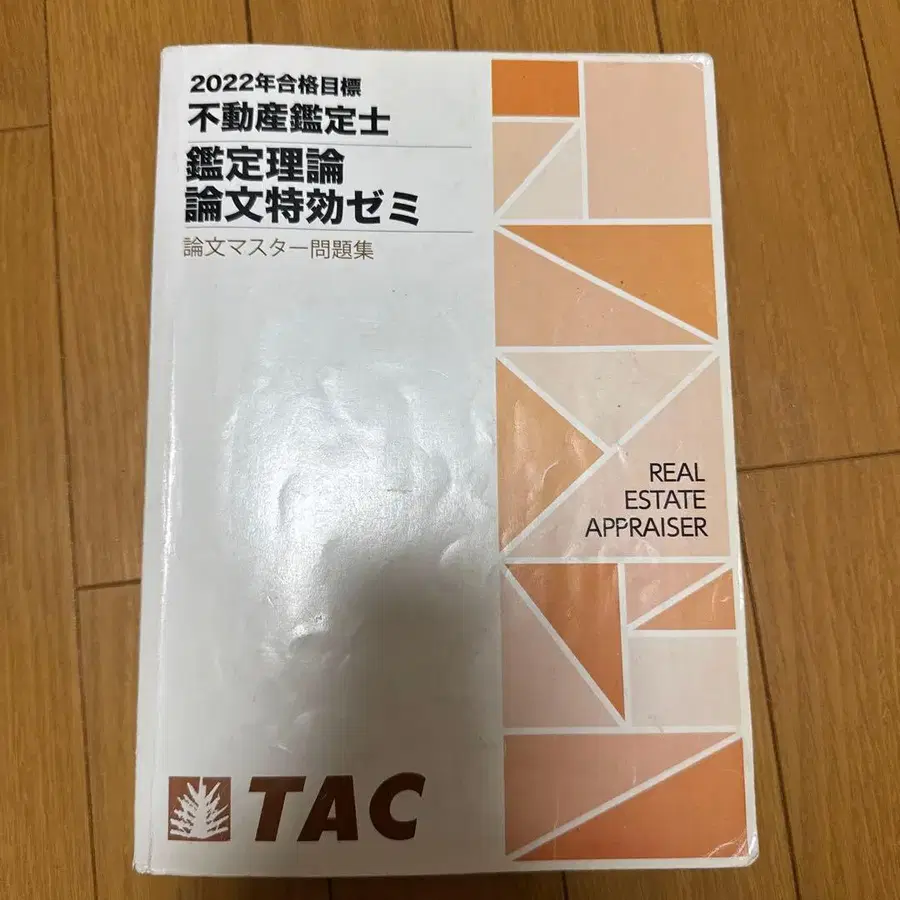 2022年合格目標
不動産鑑定士
鑑定理論
論文特効ゼミ
論文マスター問題集
REAL
ESTATE
APPRAISER
TAC